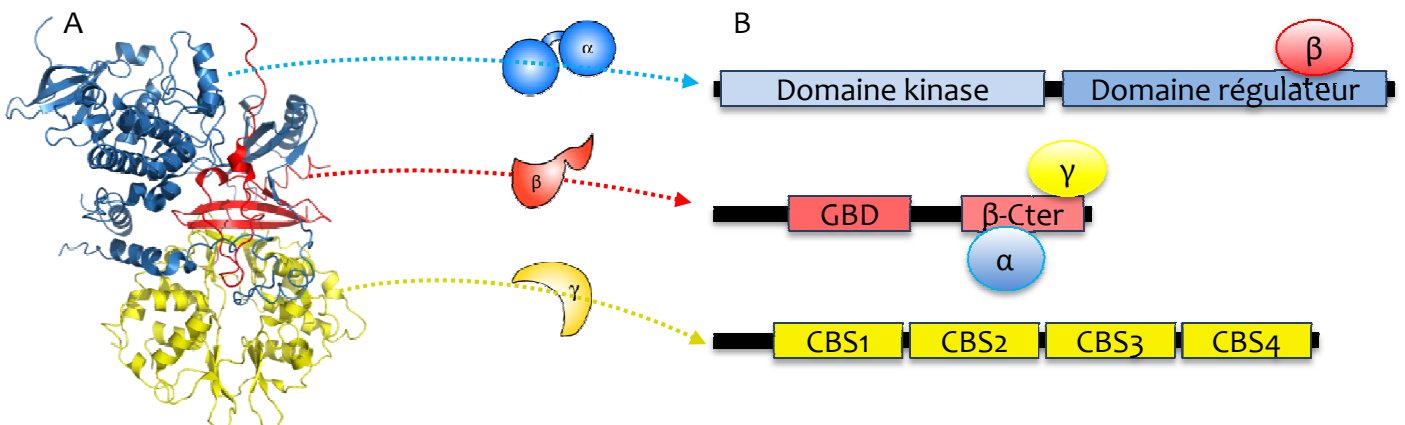 A
B
α
β
Domaine kinase
Domaine régulateur
β
γ
GBD
β-Cter
α
γ
CBS1
CBS2
CBS3
CBS4